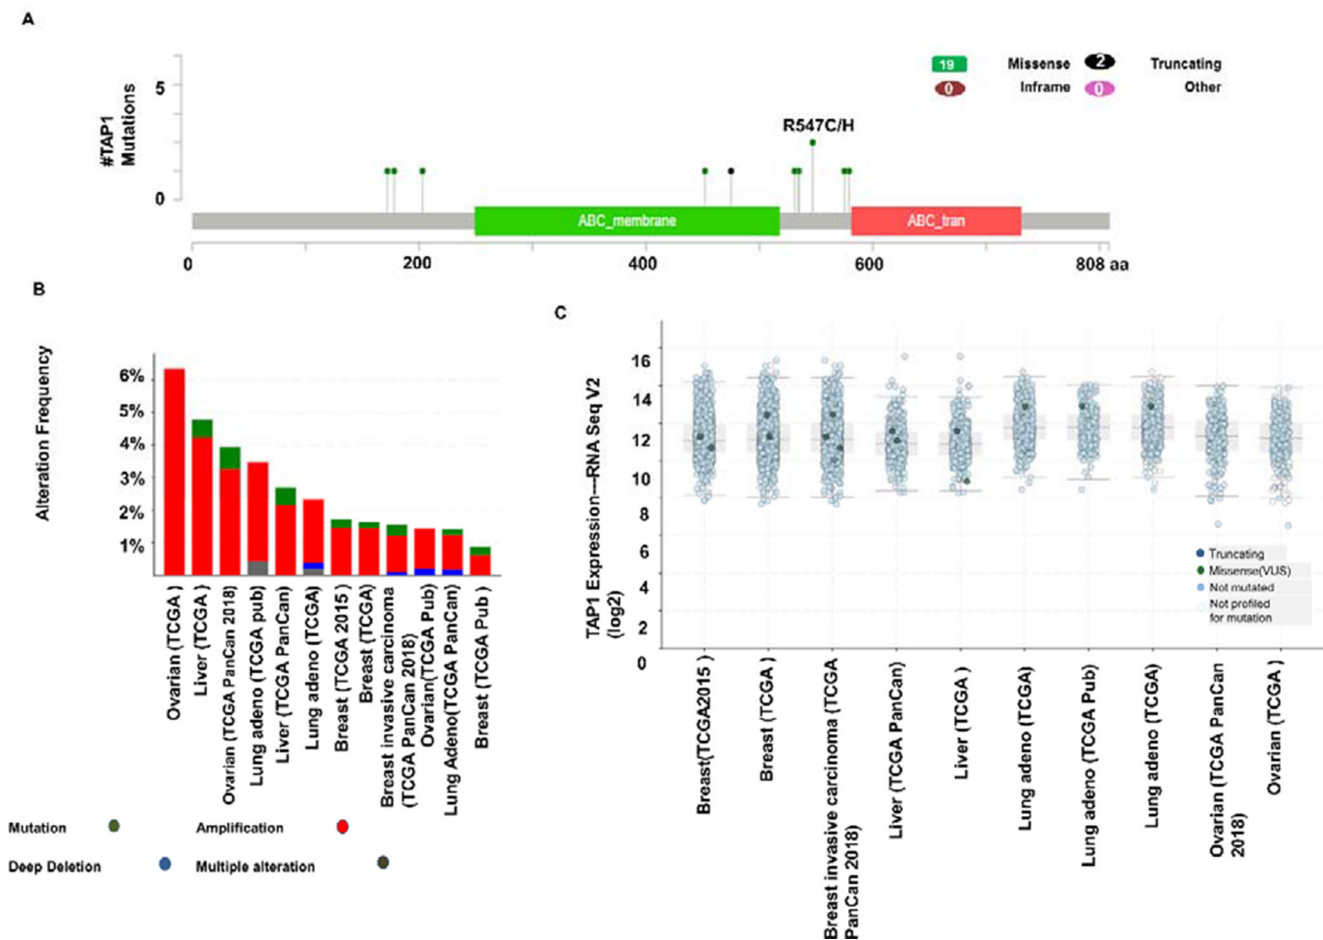 A
#TAP1
Mutations
5
0
19 Missense 2 Truncating
0 Inframe 0 Other
R547C/H
ABC_membrane
ABC_tran
0 200 400 600 808 aa
B
Alteration Frequency
6%
5%
4%
3%
2%
1%
Ovarian (TCGA )
Liver (TCGA )
Ovarian (TCGA PanCan 2018)
Lung adeno (TCGA pub)
Liver (TCGA PanCan)
Lung adeno (TCGA)
Breast (TCGA 2015 )
Breast (TCGA)
Breast invasive carcinoma
(TCGA PanCan 2018)
Ovarian(TCGA Pub)
Lung Adeno(TCGA PanCan)
Breast (TCGA Pub )
Mutation
Amplification
Deep Deletion
Multiple alteration
C
TAP1 Expression---RNA Seq V2
(log2)
16
14
12
10
8
6
4
2
0
Truncating
Missense(VUS)
Not mutated
Not profiled
for mutation
Breast(TCGA2015 )
Breast (TCGA )
Breast invasive carcinoma (TCGA
PanCan 2018)
Liver (TCGA PanCan)
Liver (TCGA )
Lung adeno (TCGA)
Lung adeno (TCGA Pub)
Lung adeno (TCGA)
Ovarian (TCGA PanCan
2018)
Ovarian (TCGA )